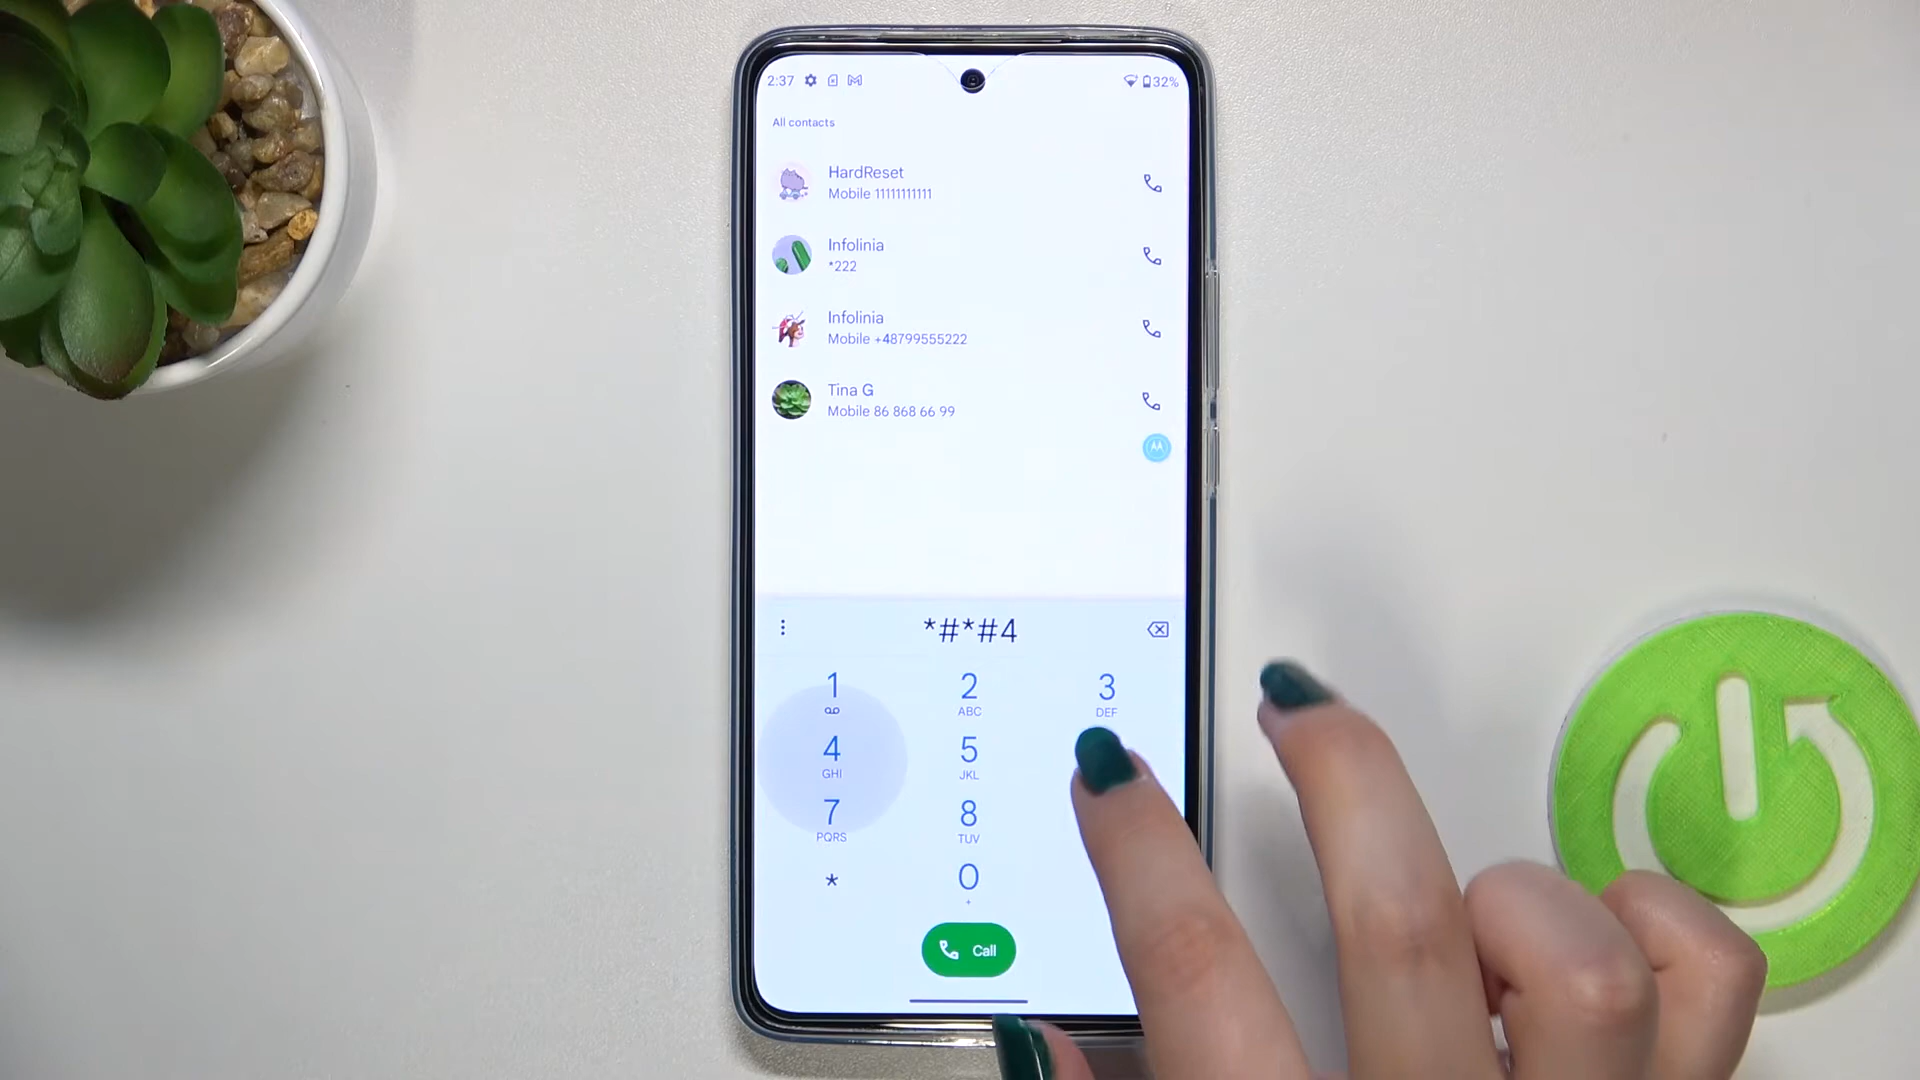 2:37 32%
All contacts
HardReset
Mobile 11111111111
Infolinia
*222
Infolinia
Mobile +48799555222
Tina G
Mobile 86 868 66 99
*#*#4
1 2 3
ABC DEF
4 5
GHI JKL
7 8
PQRS TUV
* 0
+
Call